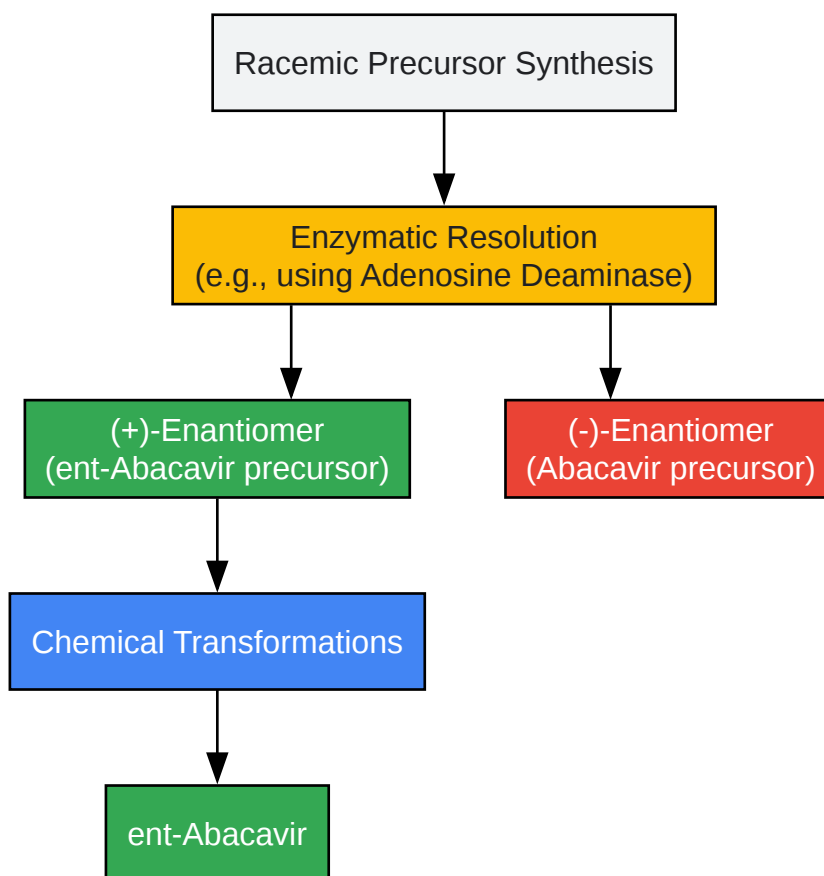 Racemic Precursor Synthesis
Enzymatic Resolution
(e.g., using Adenosine Deaminase)
(+)-Enantiomer
(ent-Abacavir precursor)
(-)-Enantiomer
(Abacavir precursor)
Chemical Transformations
ent-Abacavir